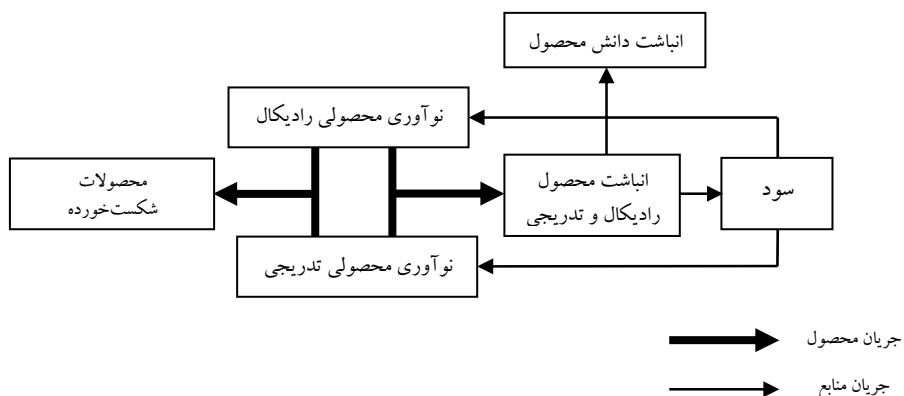 انباشت دانش محصول
نوآوری محصولی رادیکال
محصولات
شکست‌خورده
انباشت محصول
رادیکال و تدریجی
سود
نوآوری محصولی تدریجی
جریان محصول
جریان منابع